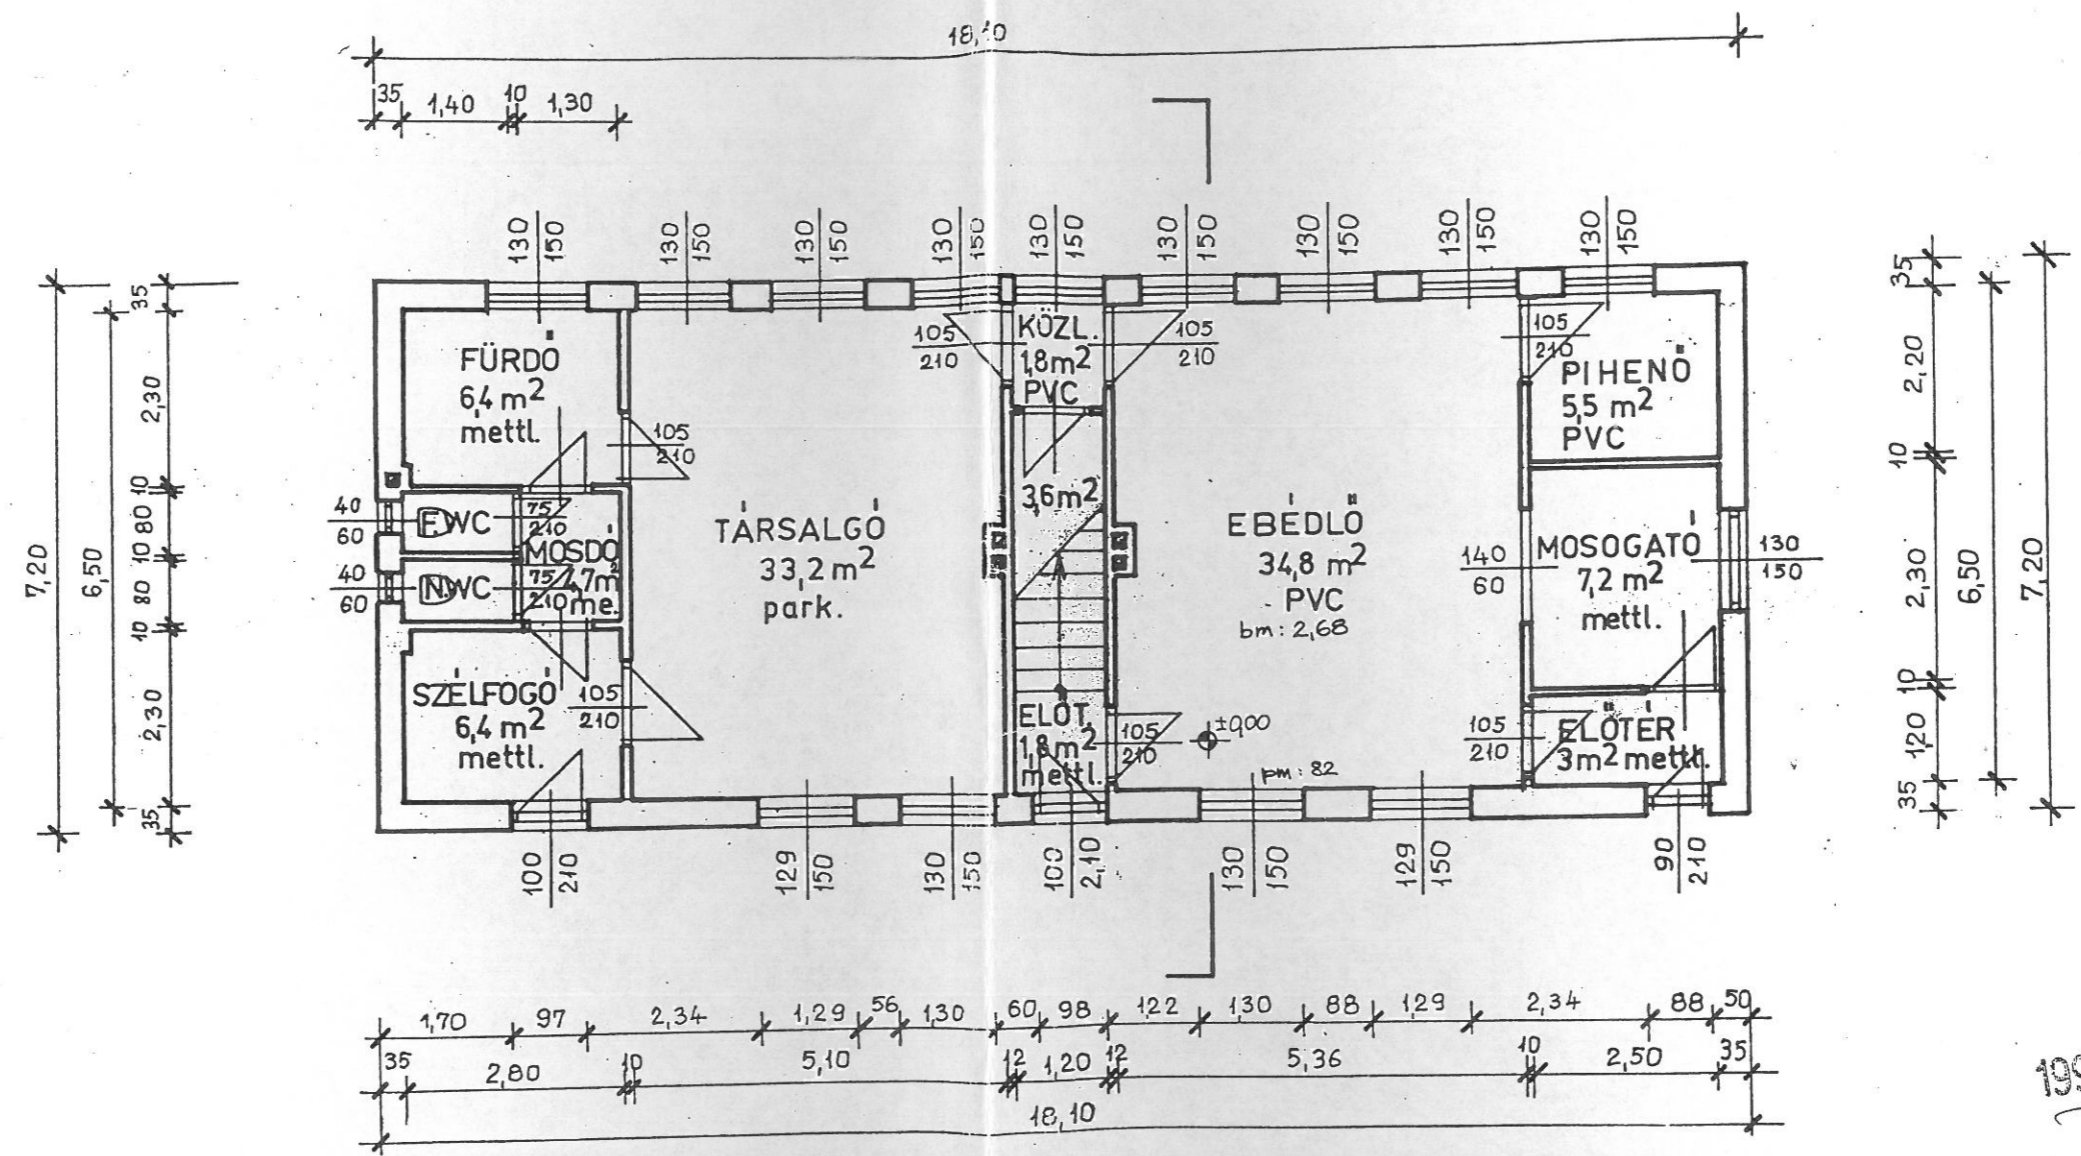 18,10
35 1,40 10 1,30
130 150 130 150 130 150 130 150 130 150 130 150 130 150 130 150 130 150
FÜRDŐ
6,4 m2
mettl.
105
210
KÖZL.
1,8m2
PVC
105
210
105
210
105
210
PIHENŐ
5,5 m2
PVC
40
60
F.WC
75
210
MOSDÓ
4,7m2
me.
40
60
N.WC
75
210
TÁRSALGÓ
33,2 m2
park.
3,6m2
EBÉDLŐ
34,8 m2
PVC
bm: 2,68
140
60
MOSOGATÓ
7,2 m2
mettl.
130
150
SZÉLFOGÓ
6,4 m2
mettl.
105
210
ELŐT.
1,8 m2
mettl.
105
210
±0,00
pm: 82
105
210
ELŐTÉR
3m2 mettl.
7,20
6,50
35 2,30 10 80 10 80 10 2,30 35
35 2,20 10 2,30 10 1,20 35
6,50
7,20
100 210 129 150 130 150 100 2,10 130 150 129 150 90 210
1,70 97 2,34 1,29 56 1,30 60 98 122 130 88 129 2,34 88 50
35 2,80 10 5,10 12 1,20 12 5,36 10 2,50 35
18,10
199